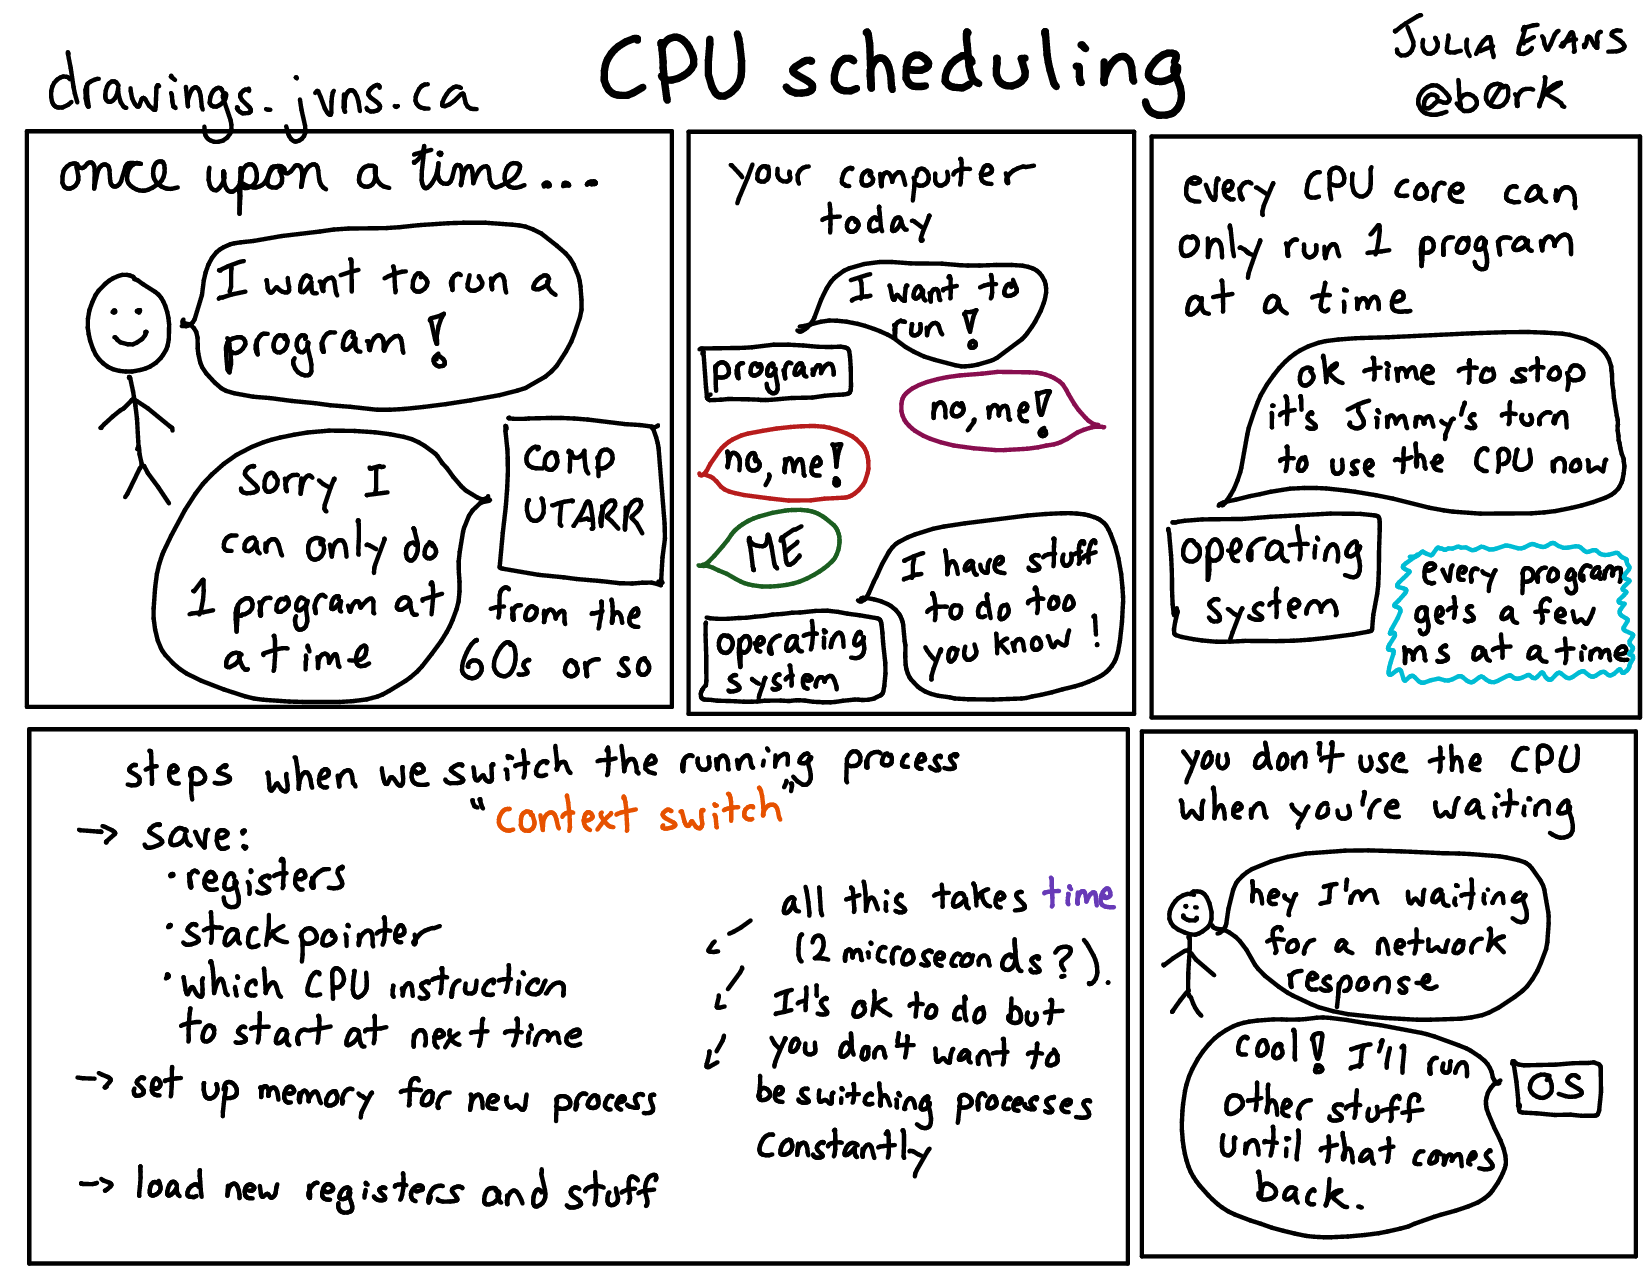 drawings.jvns.ca
CPU scheduling
JULIA EVANS
@b0rk
once upon a time...
I want to run a
program!
Sorry I
can only do
1 program at
a time
COMP
UTARR
from the
60s or so
your computer
today
I want to
run!
program
no, me!
no, me!
ME
I have stuff
to do too
you know!
operating
system
every CPU core can
only run 1 program
at a time
ok time to stop
it's Jimmy's turn
to use the CPU now
operating
system
every program
gets a few
ms at a time
steps when we switch the running process
"context switch"
→ save:
· registers
· stack pointer
· which CPU instruction
to start at next time
→ set up memory for new process
→ load new registers and stuff
all this takes time
(2 microseconds?).
It's ok to do but
you don't want to
be switching processes
constantly
you don't use the CPU
when you're waiting
hey I'm waiting
for a network
response
cool! I'll run
other stuff
until that comes
back.
OS